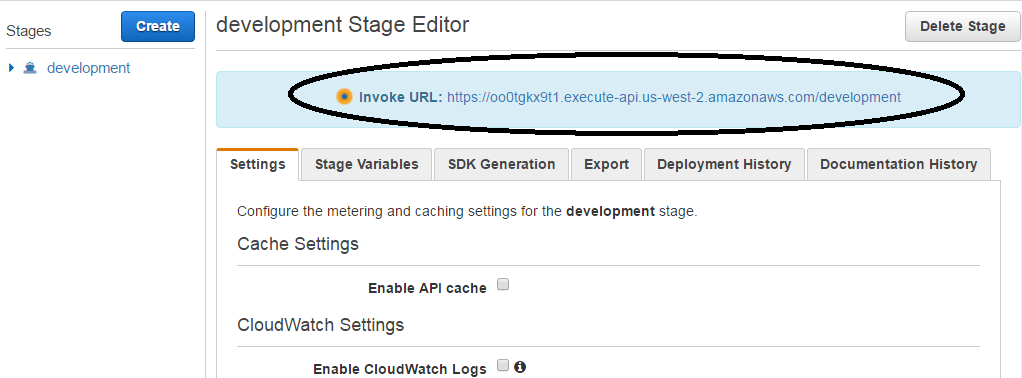 Stages
Create
development
development Stage Editor
Delete Stage
Invoke URL: https://oo0tgkx9t1.execute-api.us-west-2.amazonaws.com/development
Settings
Stage Variables
SDK Generation
Export
Deployment History
Documentation History
Configure the metering and caching settings for the development stage.
Cache Settings
Enable API cache
CloudWatch Settings
Enable CloudWatch Logs